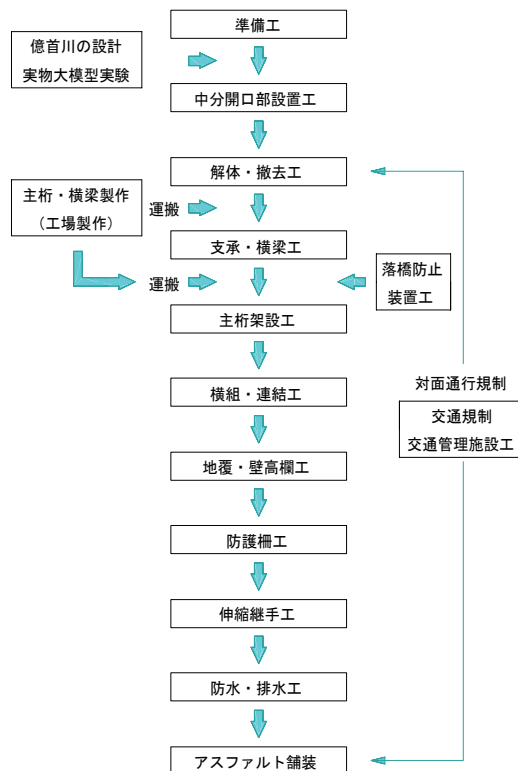 準備工
億首川の設計
実物大模型実験
中分開口部設置工
解体・撤去工
主桁・横梁製作
（工場製作）
運搬
支承・横梁工
運搬
落橋防止
装置工
主桁架設工
対面通行規制
横組・連結工
交通規制
交通管理施設工
地覆・壁高欄工
防護柵工
伸縮継手工
防水・排水工
アスファルト舗装